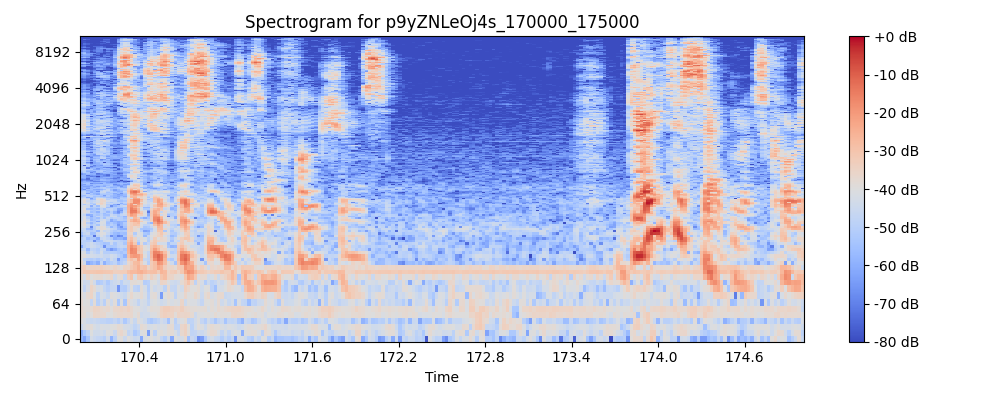 Spectrogram for p9yZNLeOj4s_170000_175000
8192
4096
2048
1024
512
256
128
64
0
Hz
170.4 171.0 171.6 172.2 172.8 173.4 174.0 174.6
Time
+0 dB
-10 dB
-20 dB
-30 dB
-40 dB
-50 dB
-60 dB
-70 dB
-80 dB